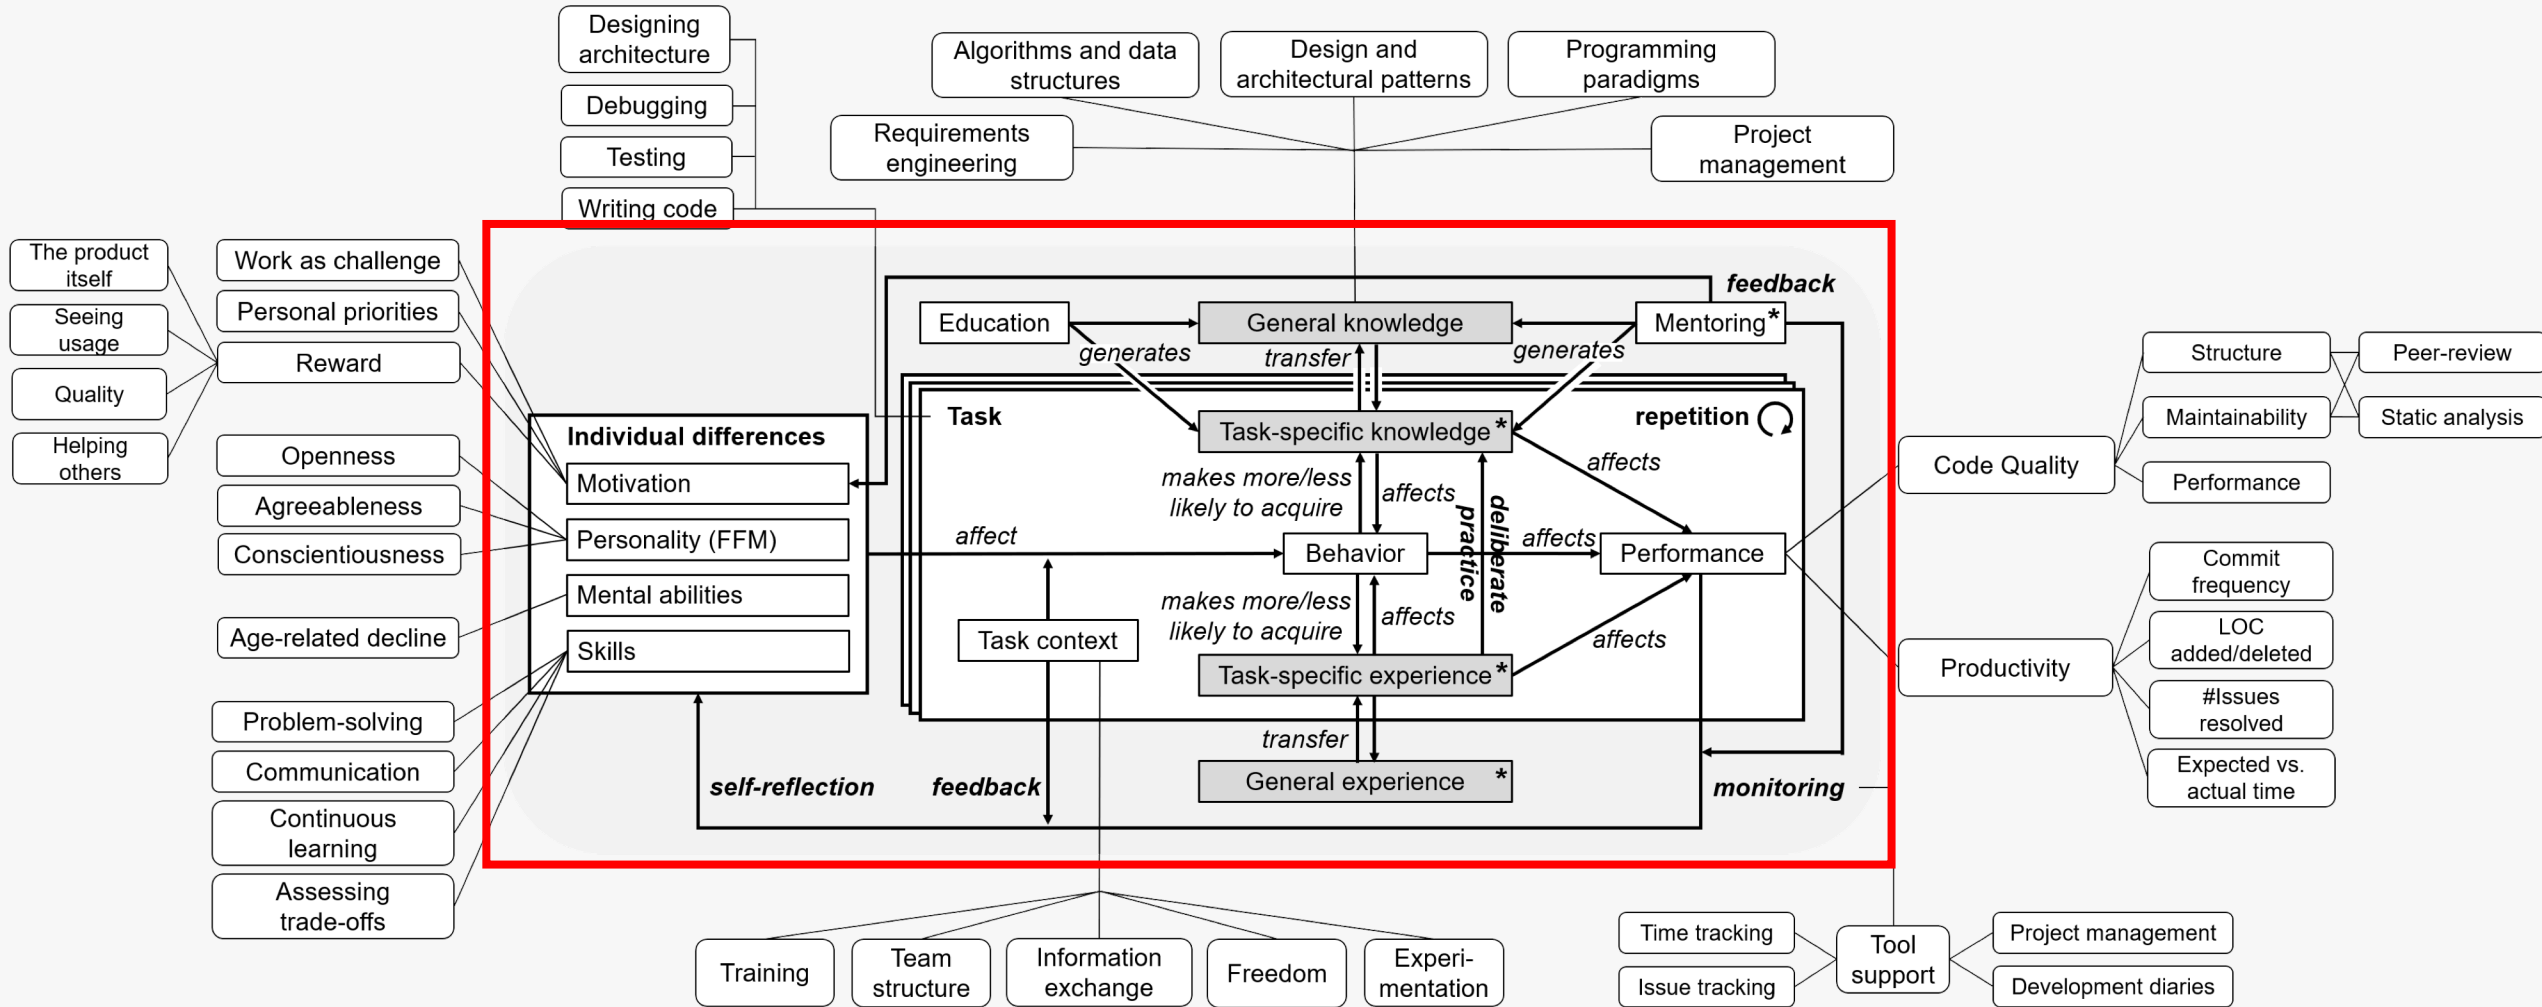 Designing
architecture
Debugging
Testing
Writing code
Algorithms and data
structures
Design and
architectural patterns
Programming
paradigms
Requirements
engineering
Project
management
The product
itself
Seeing
usage
Quality
Helping
others
Work as challenge
Personal priorities
Reward
Openness
Agreeableness
Conscientiousness
Age-related decline
Problem-solving
Communication
Continuous
learning
Assessing
trade-offs
Individual differences
Motivation
Personality (FFM)
Mental abilities
Skills
feedback
Education
General knowledge
Mentoring*
generates
transfer
generates
Task
Task-specific knowledge *
repetition
makes more/less
likely to acquire
affects
deliberate
practice
affects
affect
Behavior
affects
Performance
makes more/less
likely to acquire
affects
affects
Task context
Task-specific experience *
transfer
General experience *
self-reflection
feedback
monitoring
Code Quality
Structure
Maintainability
Performance
Peer-review
Static analysis
Productivity
Commit
frequency
LOC
added/deleted
#Issues
resolved
Expected vs.
actual time
Training
Team
structure
Information
exchange
Freedom
Experi-
mentation
Time tracking
Issue tracking
Tool
support
Project management
Development diaries